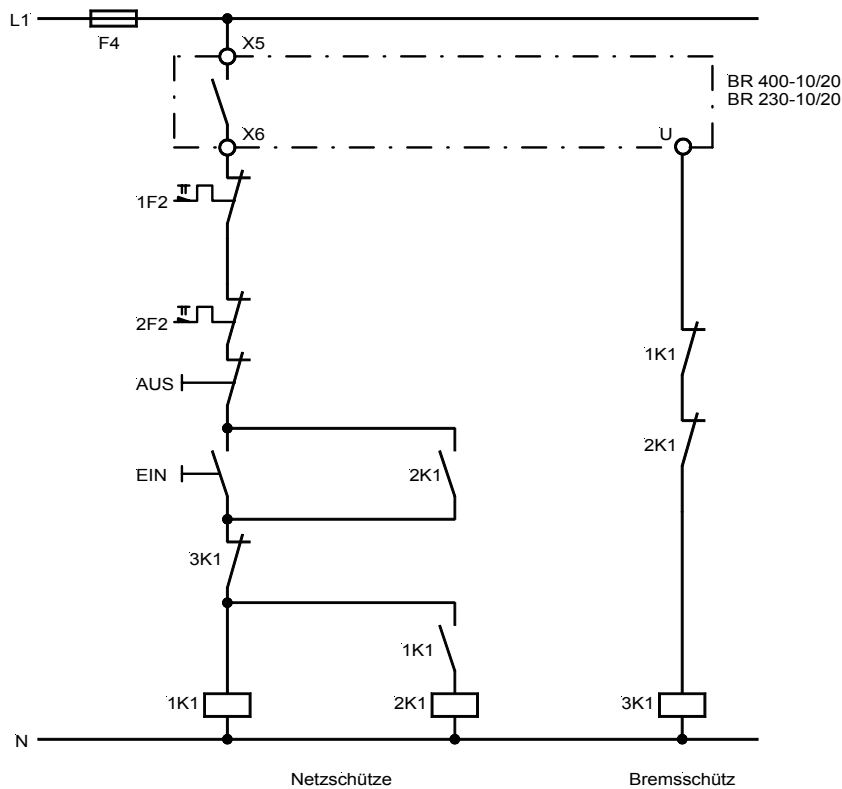 L1
F4
X5
BR 400-10/20
BR 230-10/20
X6
U
1F2
2F2
1K1
AUS
2K1
EIN
2K1
3K1
1K1
1K1
2K1
3K1
N
Netzschütze
Bremsschütz